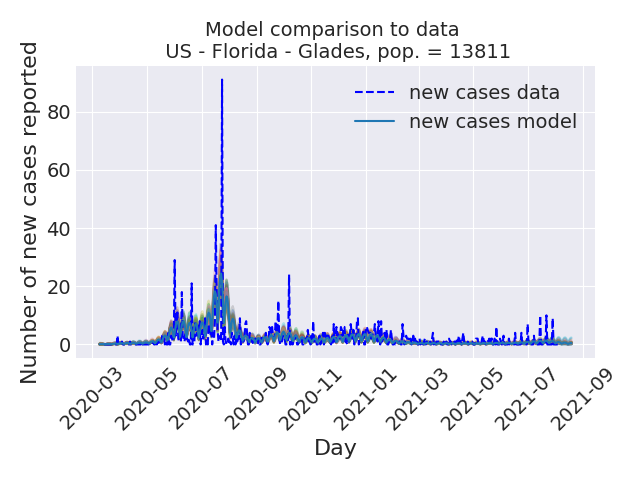 Model comparison to data
US - Florida - Glades, pop. = 13811
Number of new cases reported
80
60
40
20
0
new cases data
new cases model
2020-03
2020-05
2020-07
2020-09
2020-11
2021-01
2021-03
2021-05
2021-07
2021-09
Day